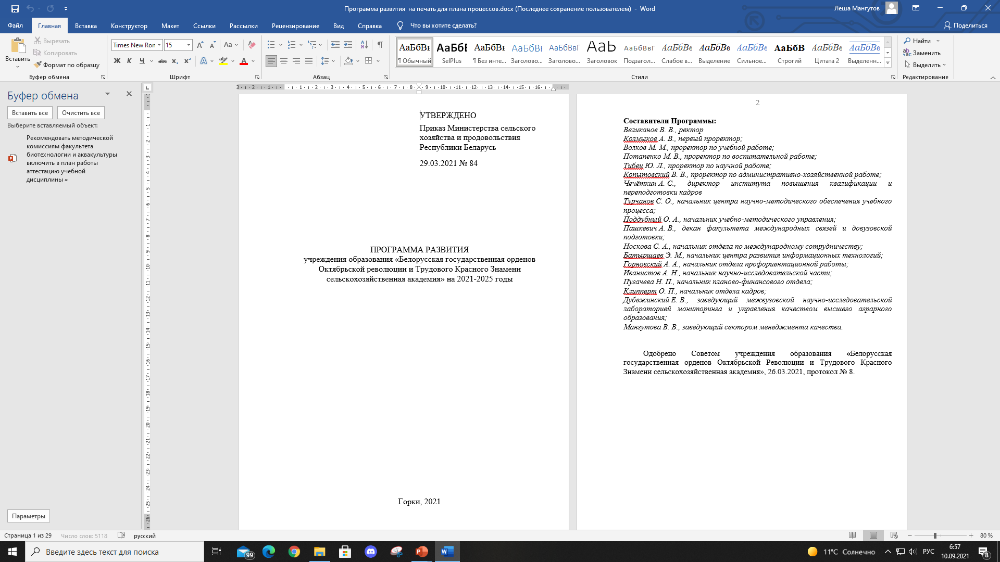 Программа развития  на печать для плана процессов.docx (Последнее сохранение пользователем)  -  Word
Леша Мангутов
Файл
Главная
Вставка
Конструктор
Макет
Ссылки
Рассылки
Рецензирование
Вид
Справка
Что вы хотите сделать?
Поделиться
Вставить
Вырезать
Копировать
Формат по образцу
Буфер обмена
Times New Ron
15
Шрифт
Абзац
¶ Обычный
SelPlus
¶ Без инте...
Заголово...
Заголово...
Заголовок
Подзагол...
Слабое в...
Выделение
Сильное...
Строгий
Цитата 2
Выделенн...
Стили
Найти
Заменить
Выделить
Редактирование
Буфер обмена
Вставить все
Очистить все
Выберите вставляемый объект:
Рекомендовать методической
комиссиям факультета
биотехнологии и аквакультуры
включить в план работы
аттестацию учебной
дисциплины «
Параметры
УТВЕРЖДЕНО
Приказ Министерства сельского
хозяйства и продовольствия
Республики Беларусь
29.03.2021 № 84
ПРОГРАММА РАЗВИТИЯ
учреждения образования «Белорусская государственная орденов
Октябрьской революции и Трудового Красного Знамени
сельскохозяйственная академия» на 2021-2025 годы
Горки, 2021
2
Составители Программы:
Великанов В. В., ректор
Колмыков А. В., первый проректор;
Волков М. М., проректор по учебной работе;
Потапенко М. В., проректор по воспитательной работе;
Тибец Ю. Л., проректор по научной работе;
Копытовский В. В., проректор по административно-хозяйственной работе;
Чечёткин А. С., директор института повышения квалификации и
переподготовки кадров
Турчанов С. О., начальник центра научно-методического обеспечения учебного
процесса;
Поддубный О. А., начальник учебно-методического управления;
Пашкевич А. В., декан факультета международных связей и довузовской
подготовки;
Носкова С. А., начальник отдела по международному сотрудничеству;
Батыршаев Э. М., начальник центра развития информационных технологий;
Горновский А. А., начальник отдела профориентационной работы;
Иванистов А. Н., начальник научно-исследовательской части;
Пугачева Н. П., начальник планово-финансового отдела;
Клипперт О. П., начальник отдела кадров;
Дубежинский Е. В., заведующий межвузовской научно-исследовательской
лабораторией мониторинга и управления качеством высшего аграрного
образования;
Мангутова В. В., заведующий сектором менеджмента качества.
Одобрено Советом учреждения образования «Белорусская
государственная орденов Октябрьской Революции и Трудового Красного
Знамени сельскохозяйственная академия», 26.03.2021, протокол № 8.
Страница 1 из 29
Число слов: 5118
русский
80 %
Введите здесь текст для поиска
99
11°C Солнечно
РУС
6:57
10.09.2021
8